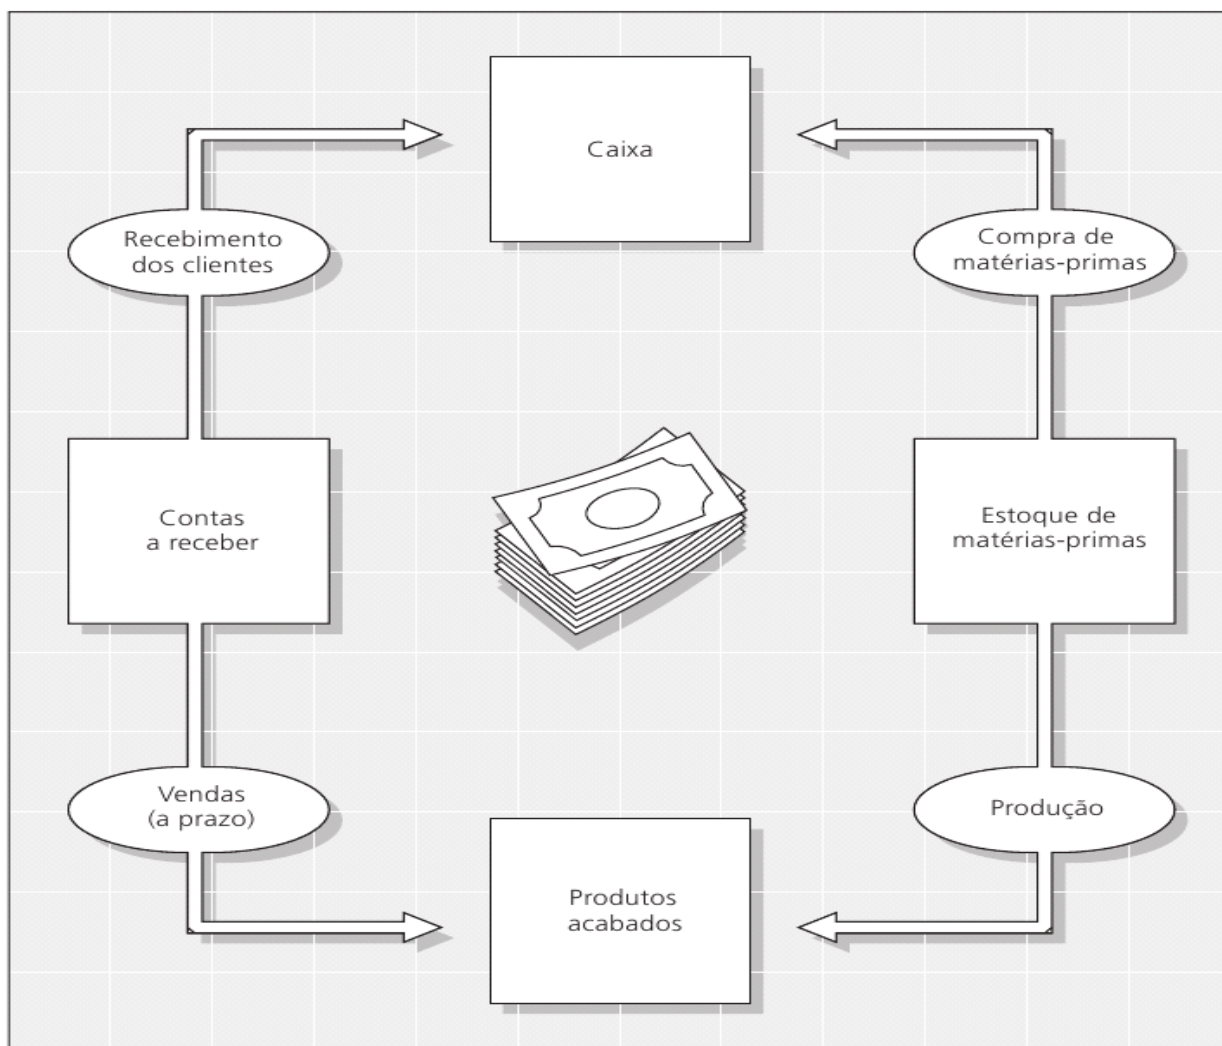 Caixa
Recebimento
dos clientes
Compra de
matérias-primas
Contas
a receber
Estoque de
matérias-primas
Vendas
(a prazo)
Produção
Produtos
acabados